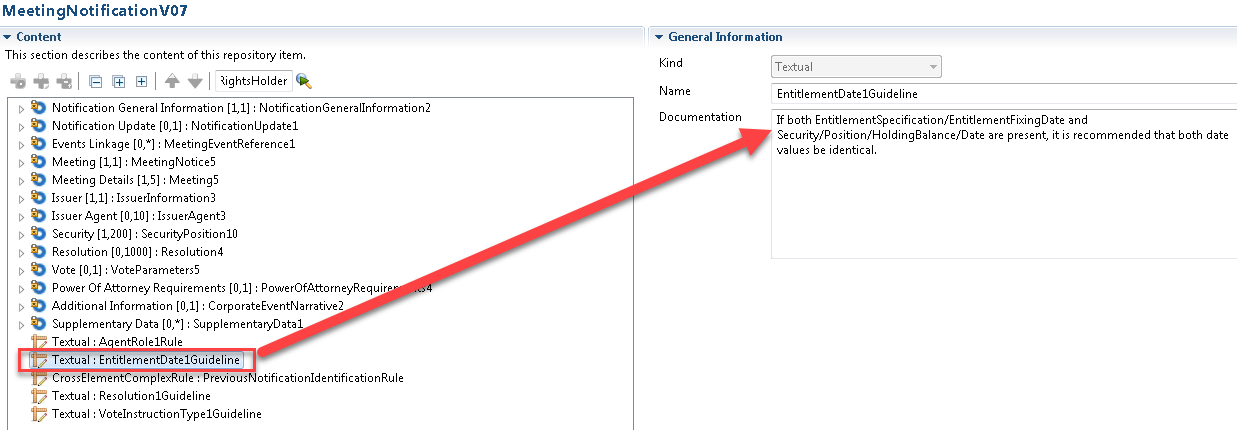 MeetingNotificationV07
Content
This section describes the content of this repository item.
RightsHolder
Notification General Information [1,1] : NotificationGeneralInformation2
Notification Update [0,1] : NotificationUpdate1
Events Linkage [0,*] : MeetingEventReference1
Meeting [1,1] : MeetingNotice5
Meeting Details [1,5] : Meeting5
Issuer [1,1] : IssuerInformation3
Issuer Agent [0,10] : IssuerAgent3
Security [1,200] : SecurityPosition10
Resolution [0,1000] : Resolution4
Vote [0,1] : VoteParameters5
Power Of Attorney Requirements [0,1] : PowerOfAttorneyRequirements4
Additional Information [0,1] : CorporateEventNarrative2
Supplementary Data [0,*] : SupplementaryData1
Textual : AgentRole1Rule
Textual : EntitlementDate1Guideline
CrossElementComplexRule : PreviousNotificationIdentificationRule
Textual : Resolution1Guideline
Textual : VoteInstructionType1Guideline
General Information
Kind
Textual
Name
EntitlementDate1Guideline
Documentation
If both EntitlementSpecification/EntitlementFixingDate and
Security/Position/HoldingBalance/Date are present, it is recommended that both date
values be identical.